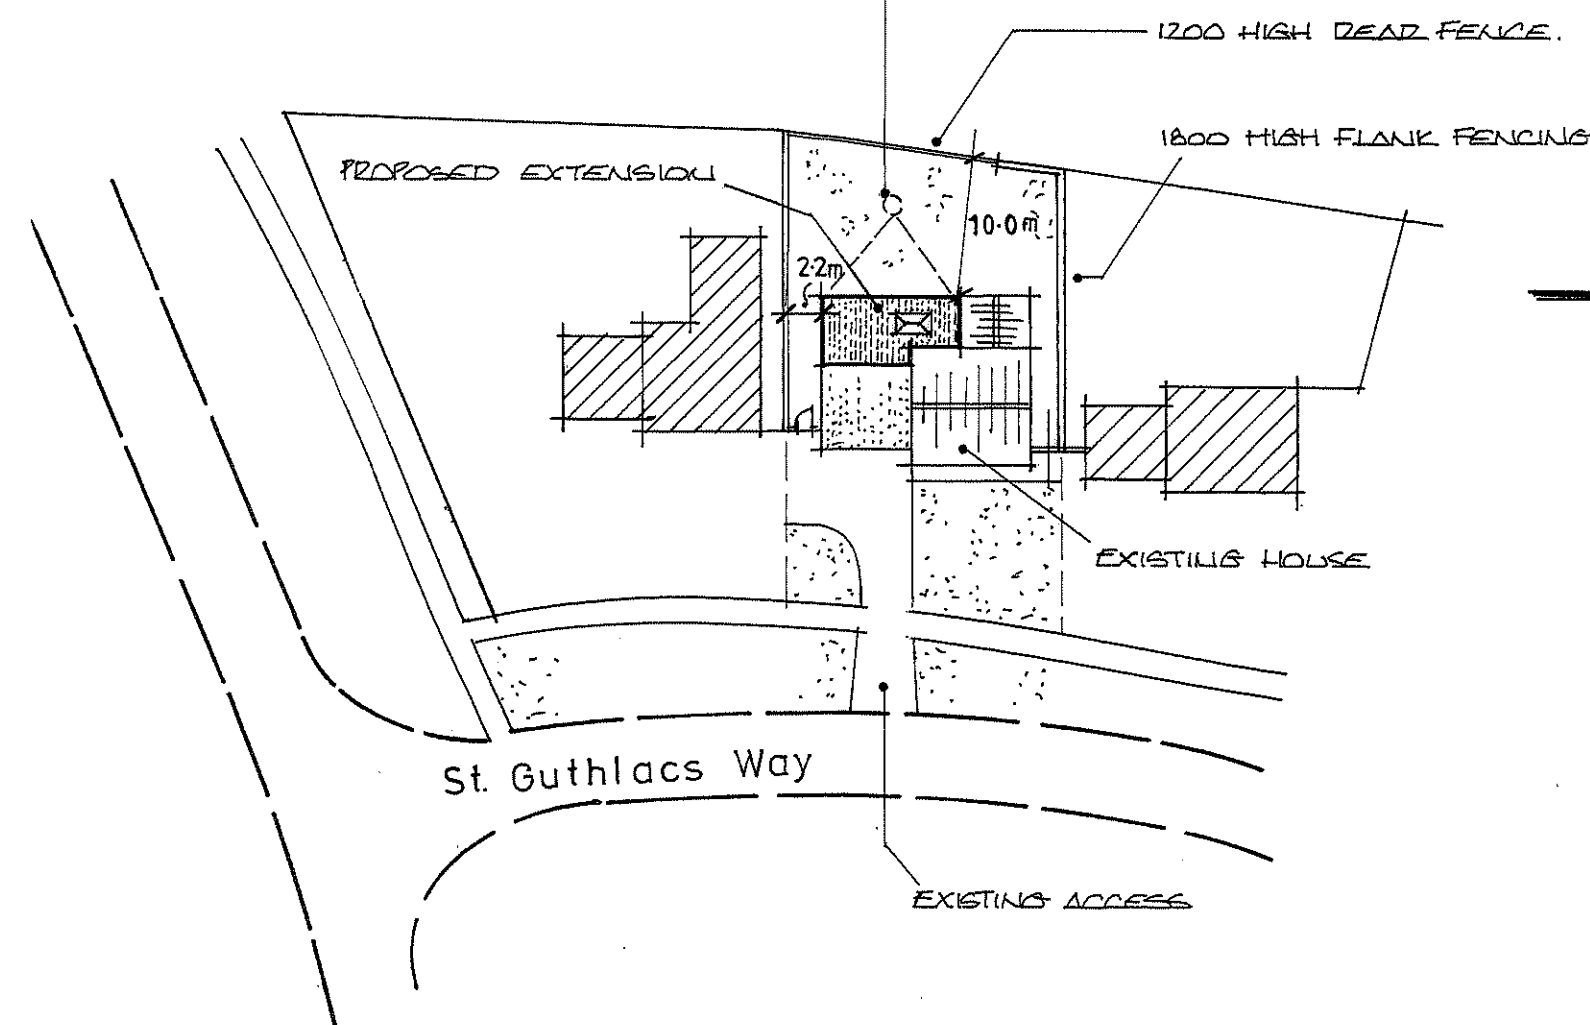 1200 HIGH REAR FENCE.
1800 HIGH FLANK FENCING
PROPOSED EXTENSION
10.0m
2.2m
EXISTING HOUSE
St. Guthlacs Way
EXISTING ACCESS